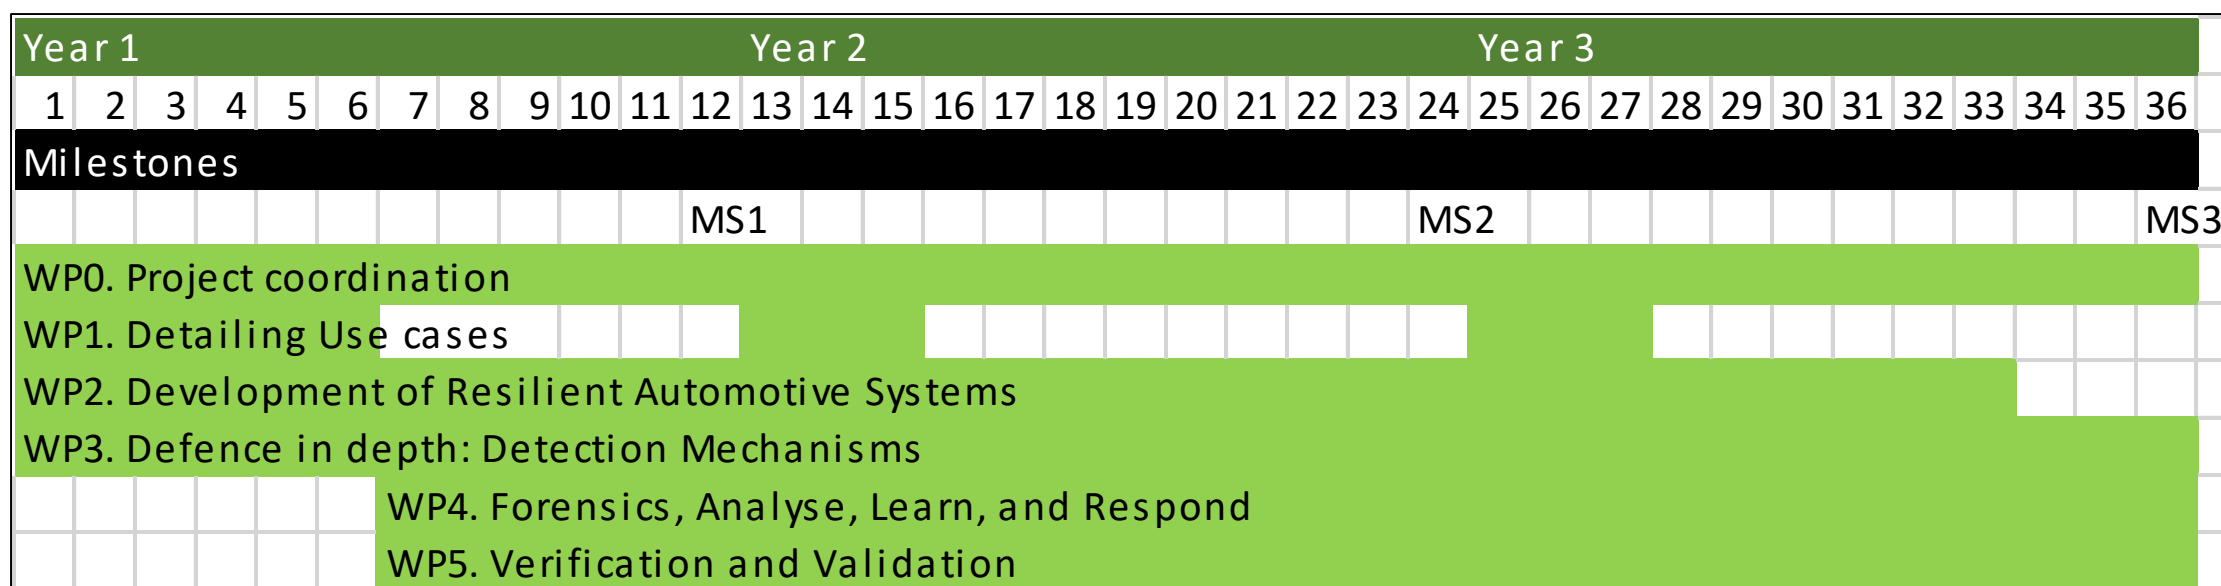 Year 1 Year 2 Year 3
1 2 3 4 5 6 7 8 9 10 11 12 13 14 15 16 17 18 19 20 21 22 23 24 25 26 27 28 29 30 31 32 33 34 35 36
Milestones
MS1 MS2 MS3
WP0. Project coordination
WP1. Detailing Use cases
WP2. Development of Resilient Automotive Systems
WP3. Defence in depth: Detection Mechanisms
WP4. Forensics, Analyse, Learn, and Respond
WP5. Verification and Validation